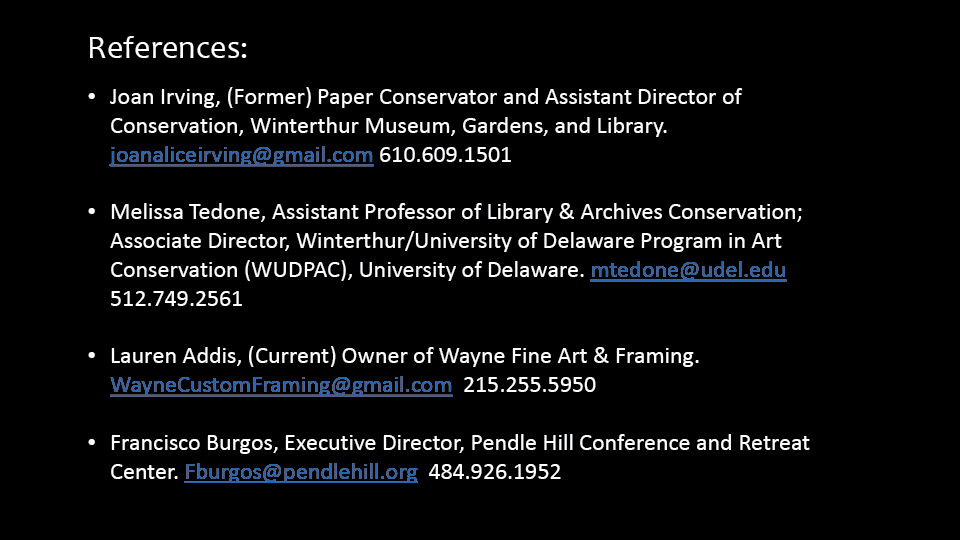 References:
• Joan Irving, (Former) Paper Conservator and Assistant Director of
Conservation, Winterthur Museum, Gardens, and Library.
joanaliceirving@gmail.com 610.609.1501
• Melissa Tedone, Assistant Professor of Library & Archives Conservation;
Associate Director, Winterthur/University of Delaware Program in Art
Conservation (WUDPAC), University of Delaware. mtedone@udel.edu
512.749.2561
• Lauren Addis, (Current) Owner of Wayne Fine Art & Framing.
WayneCustomFraming@gmail.com 215.255.5950
• Francisco Burgos, Executive Director, Pendle Hill Conference and Retreat
Center. Fburgos@pendlehill.org 484.926.1952